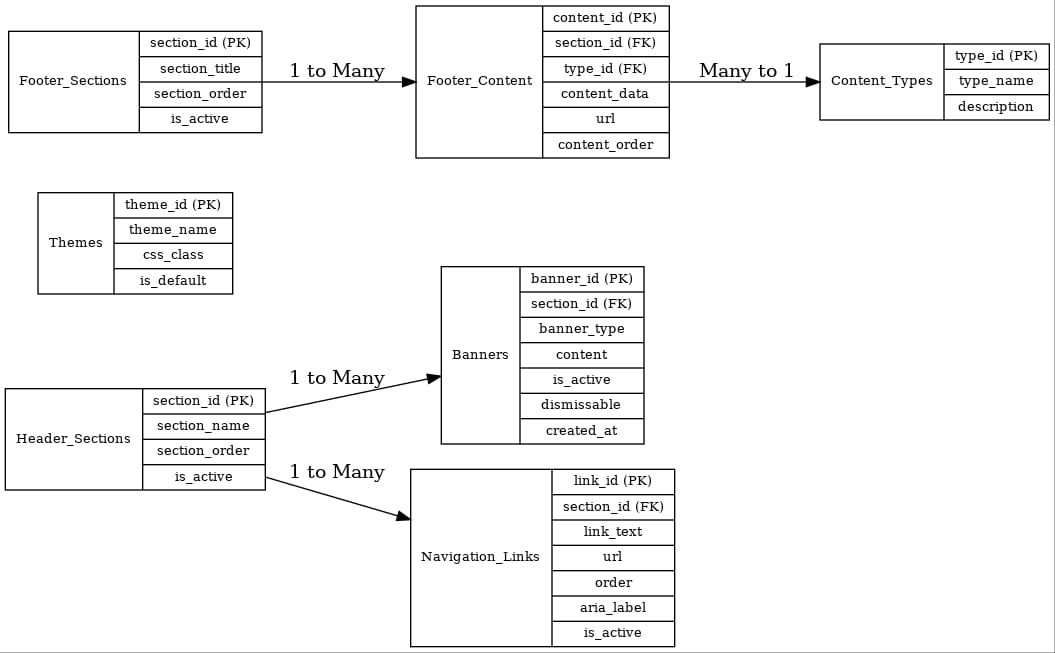 Footer_Sections
section_id (PK)
section_title
section_order
is_active
1 to Many
Footer_Content
content_id (PK)
section_id (FK)
type_id (FK)
content_data
url
content_order
Many to 1
Content_Types
type_id (PK)
type_name
description
Themes
theme_id (PK)
theme_name
css_class
is_default
Header_Sections
section_id (PK)
section_name
section_order
is_active
1 to Many
Banners
banner_id (PK)
section_id (FK)
banner_type
content
is_active
dismissable
created_at
1 to Many
Navigation_Links
link_id (PK)
section_id (FK)
link_text
url
order
aria_label
is_active